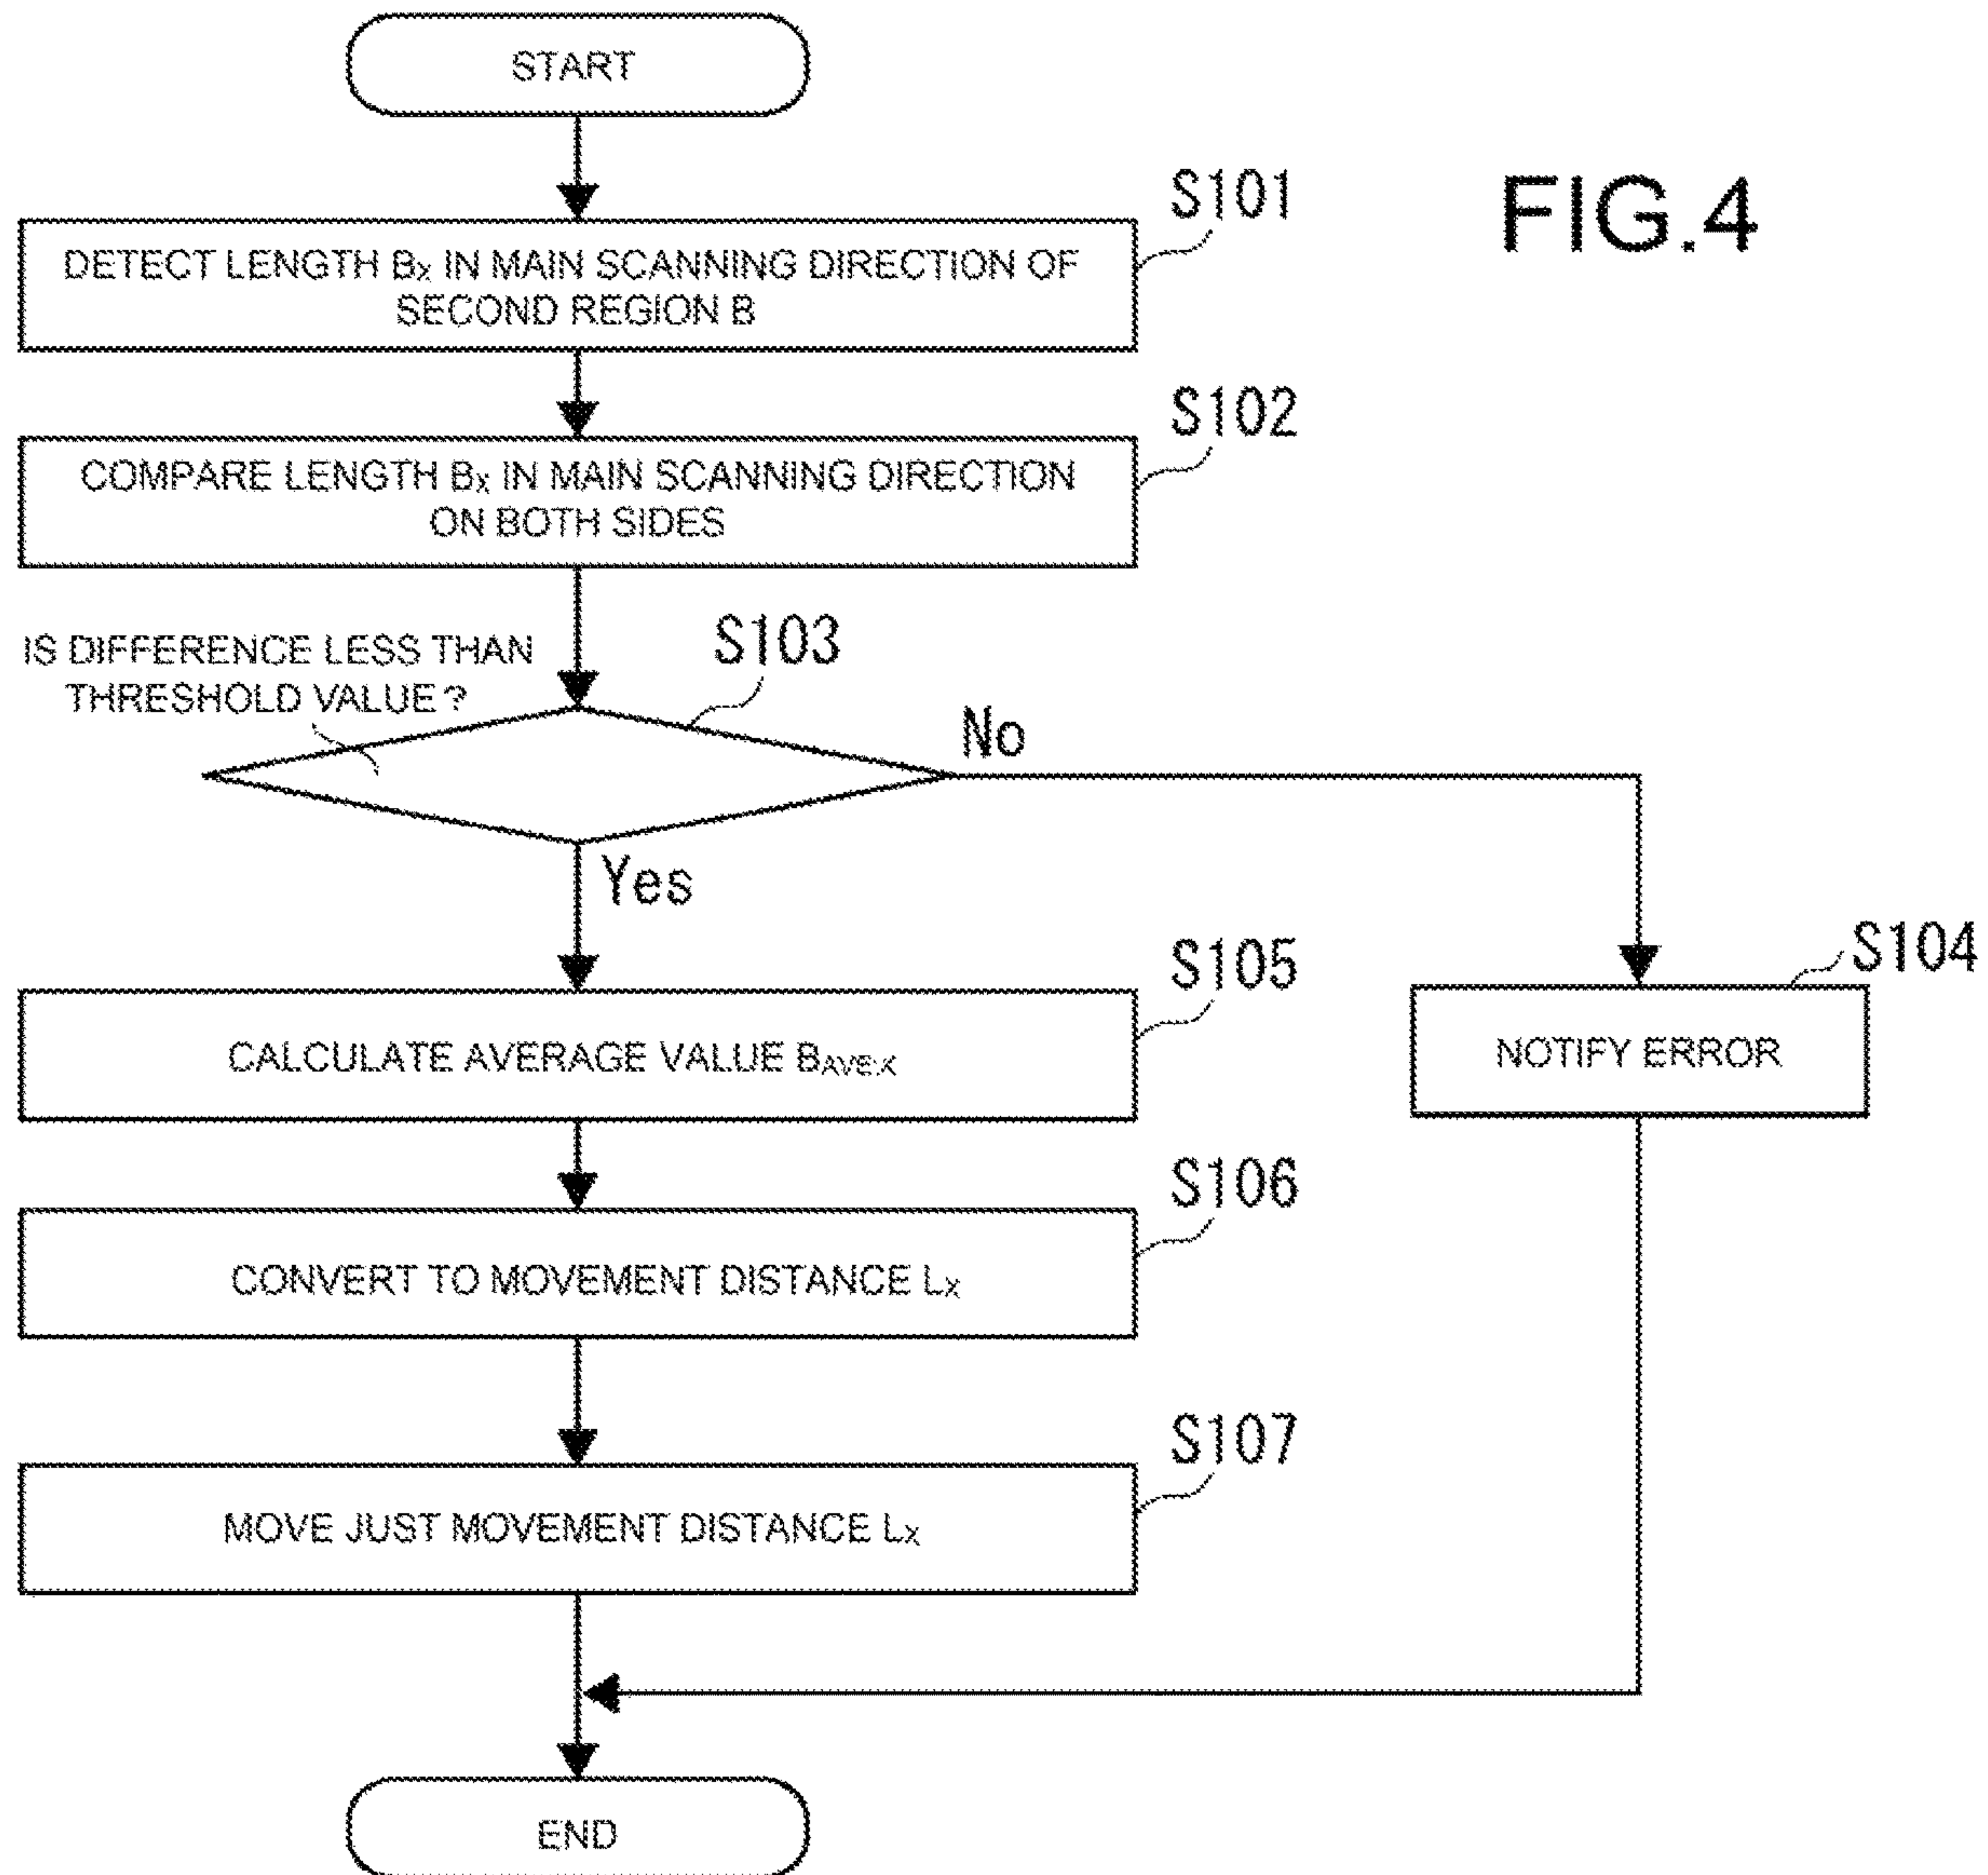 START
FIG.4
S101
DETECT LENGTH Bx IN MAIN SCANNING DIRECTION OF
SECOND REGION B
S102
COMPARE LENGTH Bx IN MAIN SCANNING DIRECTION
ON BOTH SIDES
IS DIFFERENCE LESS THAN
THRESHOLD VALUE?
S103
No
Yes
S105
CALCULATE AVERAGE VALUE BAVE.X
S104
NOTIFY ERROR
S106
CONVERT TO MOVEMENT DISTANCE Lx
S107
MOVE JUST MOVEMENT DISTANCE Lx
END